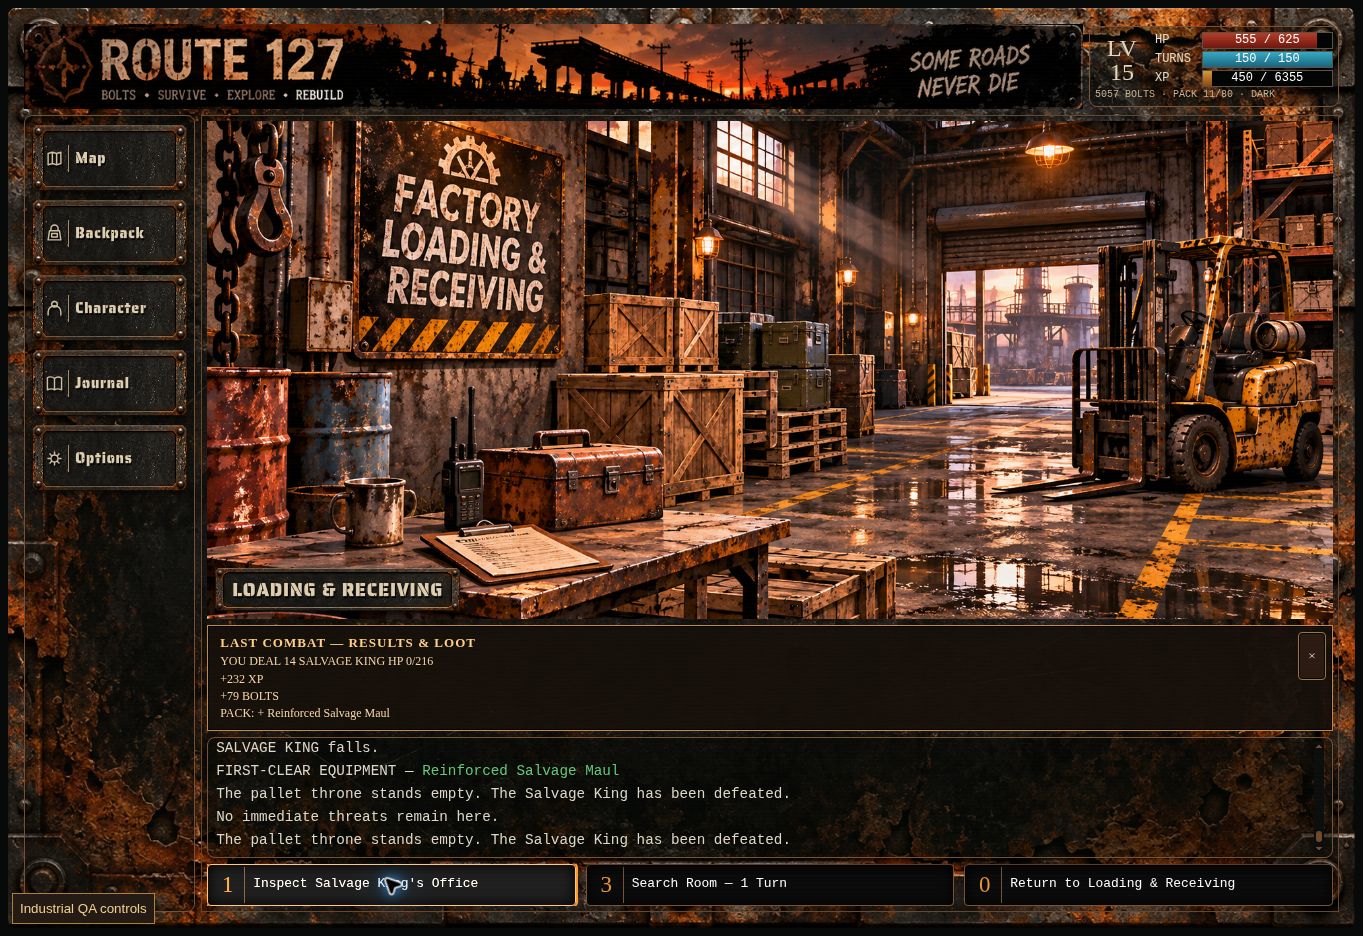 ROUTE 127
BOLTS • SURVIVE • EXPLORE • REBUILD
SOME ROADS
NEVER DIE
LV
15
HP
555 / 625
TURNS
150 / 150
XP
450 / 6355
5057 BOLTS · PACK 11/80 · DARK
Map
Backpack
Character
Journal
Options
FACTORY
LOADING &
RECEIVING
LOADING & RECEIVING
LAST COMBAT — RESULTS & LOOT
×
YOU DEAL 14 SALVAGE KING HP 0/216
+232 XP
+79 BOLTS
PACK: + Reinforced Salvage Maul
SALVAGE KING falls.
FIRST-CLEAR EQUIPMENT — Reinforced Salvage Maul
The pallet throne stands empty. The Salvage King has been defeated.
No immediate threats remain here.
The pallet throne stands empty. The Salvage King has been defeated.
1 Inspect Salvage King's Office
3 Search Room — 1 Turn
0 Return to Loading & Receiving
Industrial QA controls